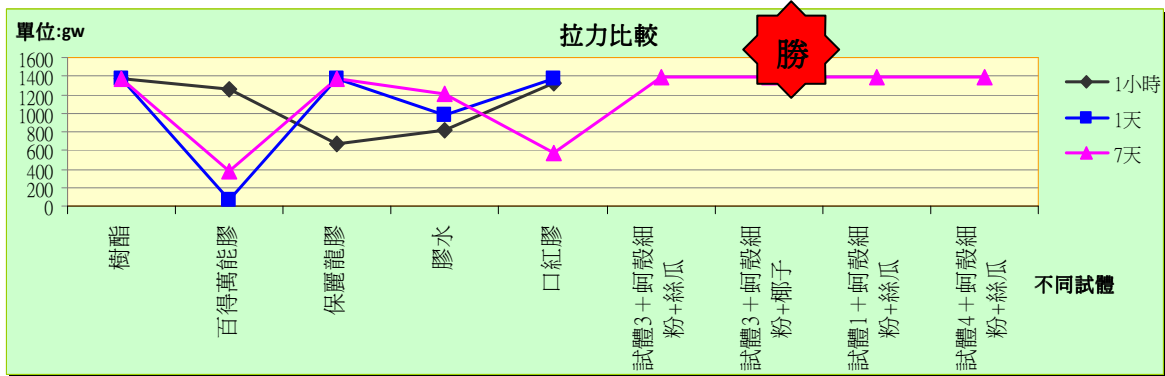 單位:gw
拉力比較
勝
1600
1400
1200
1000
800
600
400
200
0
1小時
1天
7天
樹酯
百得萬能膠
保麗龍膠
膠水
口紅膠
試體3＋蚵殼細
粉+絲瓜
試體3＋蚵殼細
粉+椰子
試體1＋蚵殼細
粉+絲瓜
試體4＋蚵殼細
粉+絲瓜
不同試體